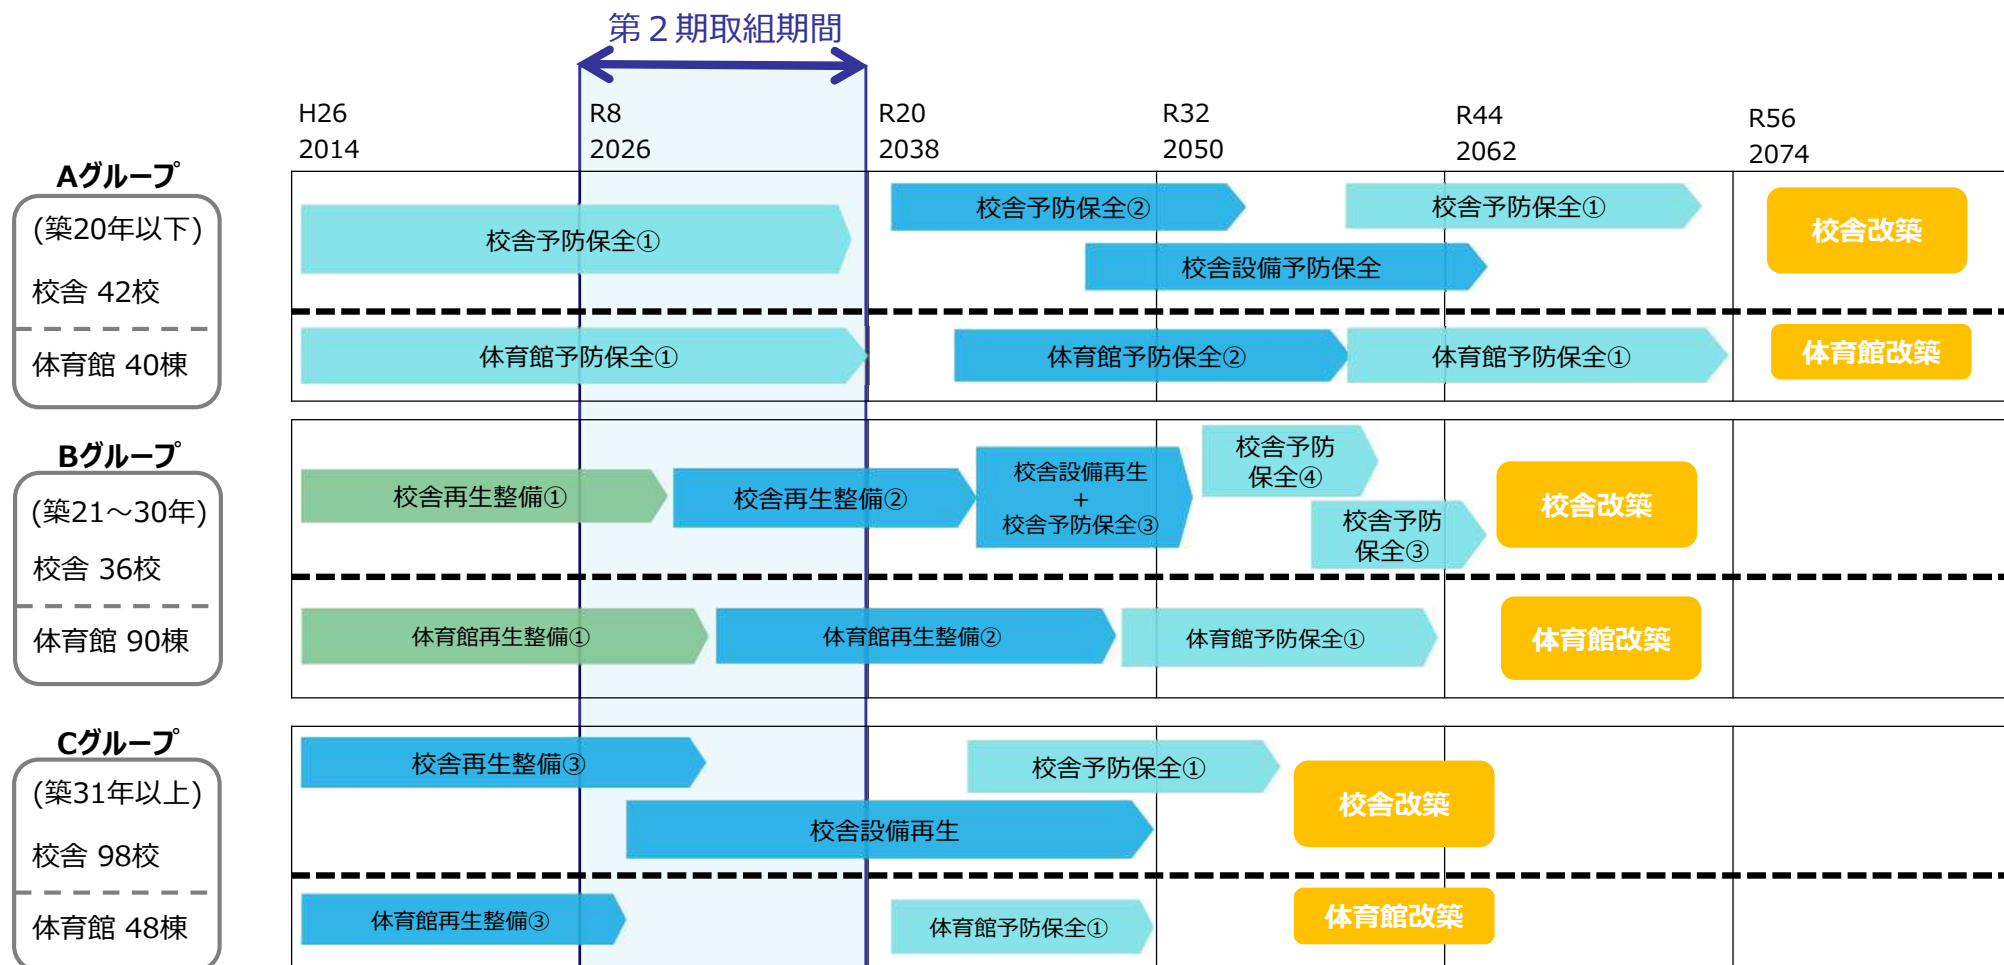 第２期取組期間
H26
2014
R8
2026
R20
2038
R32
2050
R44
2062
R56
2074
Aグループ
(築20年以下)
校舎 42校
体育館 40棟
校舎予防保全①
校舎予防保全②
校舎設備予防保全
校舎予防保全①
校舎改築
体育館予防保全①
体育館予防保全②
体育館予防保全①
体育館改築
Bグループ
(築21～30年)
校舎 36校
体育館 90棟
校舎再生整備①
校舎再生整備②
校舎設備再生
+
校舎予防保全③
校舎予防
保全④
校舎予防
保全③
校舎改築
体育館再生整備①
体育館再生整備②
体育館予防保全①
体育館改築
Cグループ
(築31年以上)
校舎 98校
体育館 48棟
校舎再生整備③
校舎設備再生
校舎予防保全①
校舎改築
体育館再生整備③
体育館予防保全①
体育館改築